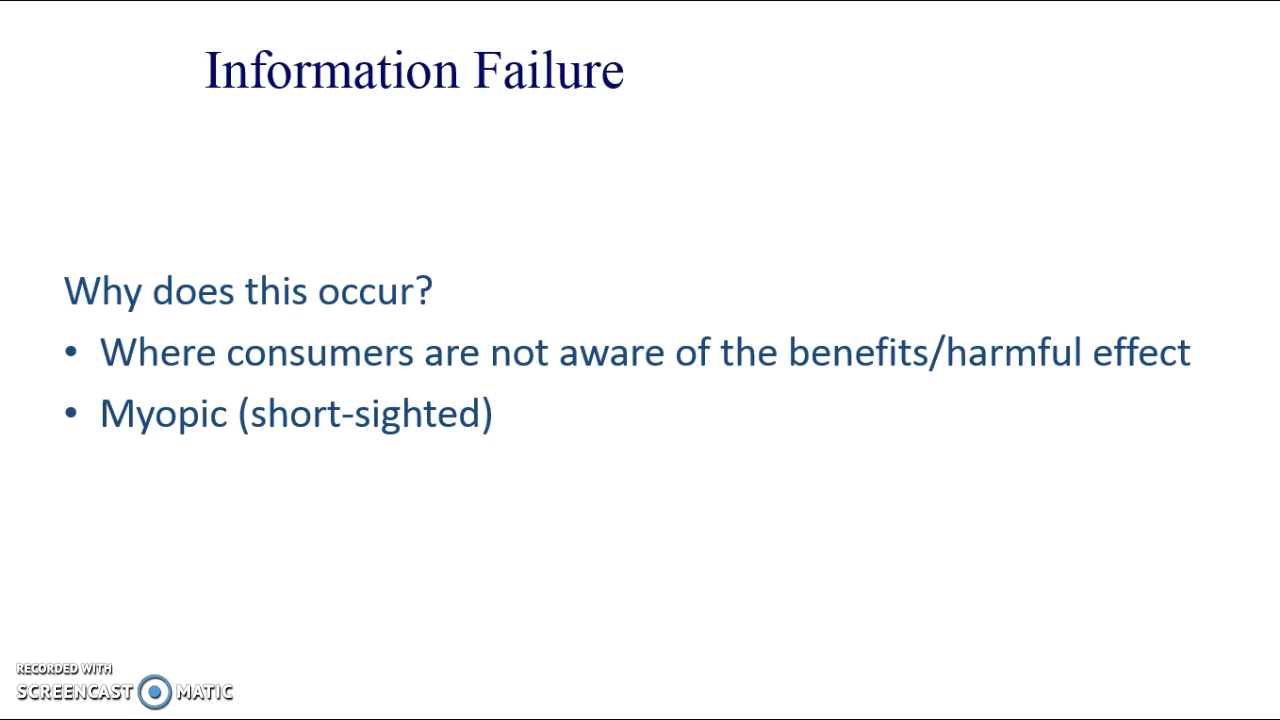 Information Failure
Why does this occur?
• Where consumers are not aware of the benefits/harmful effect
• Myopic (short-sighted)
RECORDED WITH
SCREENCAST MATIC